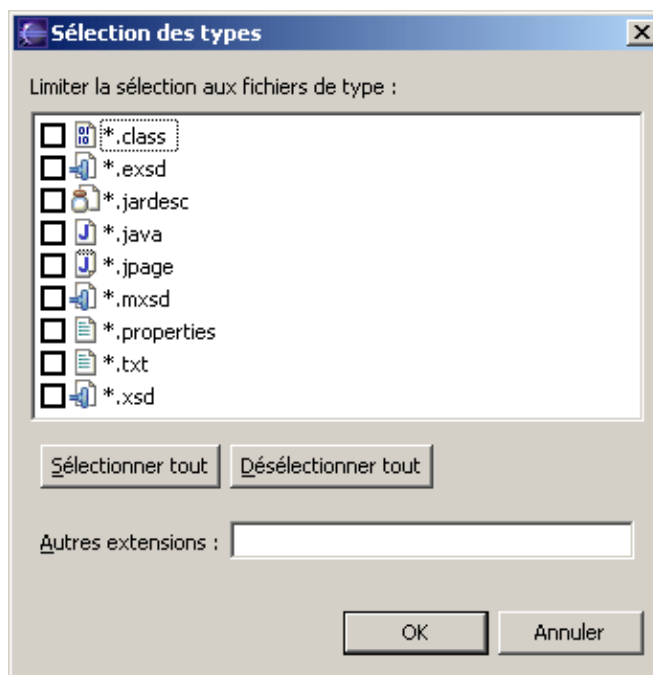 Sélection des types
Limiter la sélection aux fichiers de type :
*.class
*.exsd
*.jardesc
*.java
*.jpage
*.mxsd
*.properties
*.txt
*.xsd
Sélectionner tout Désélectionner tout
Autres extensions :
OK Annuler